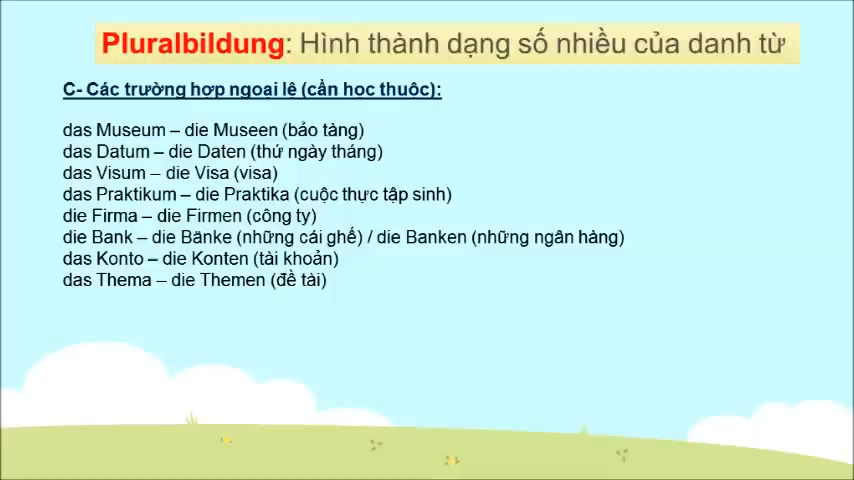 Pluralbildung: Hình thành dạng số nhiều của danh từ
C- Các trường hợp ngoại lệ (cần học thuộc):
das Museum – die Museen (bảo tàng)
das Datum – die Daten (thứ ngày tháng)
das Visum – die Visa (visa)
das Praktikum – die Praktika (cuộc thực tập sinh)
die Firma – die Firmen (công ty)
die Bank – die Bänke (những cái ghế) / die Banken (những ngân hàng)
das Konto – die Konten (tài khoản)
das Thema – die Themen (đề tài)